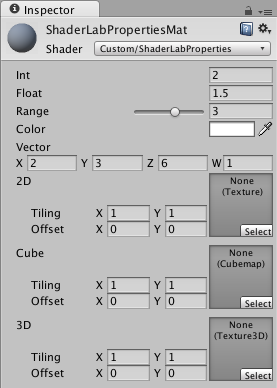 Inspector
ShaderLabPropertiesMat
Shader Custom/ShaderLabProperties
Int 2
Float 1.5
Range 3
Color
Vector
X 2 Y 3 Z 6 W 1
2D None (Texture)
Tiling X 1 Y 1
Offset X 0 Y 0 Select
Cube None (Cubemap)
Tiling X 1 Y 1
Offset X 0 Y 0 Select
3D None (Texture3D)
Tiling X 1 Y 1
Offset X 0 Y 0 Select